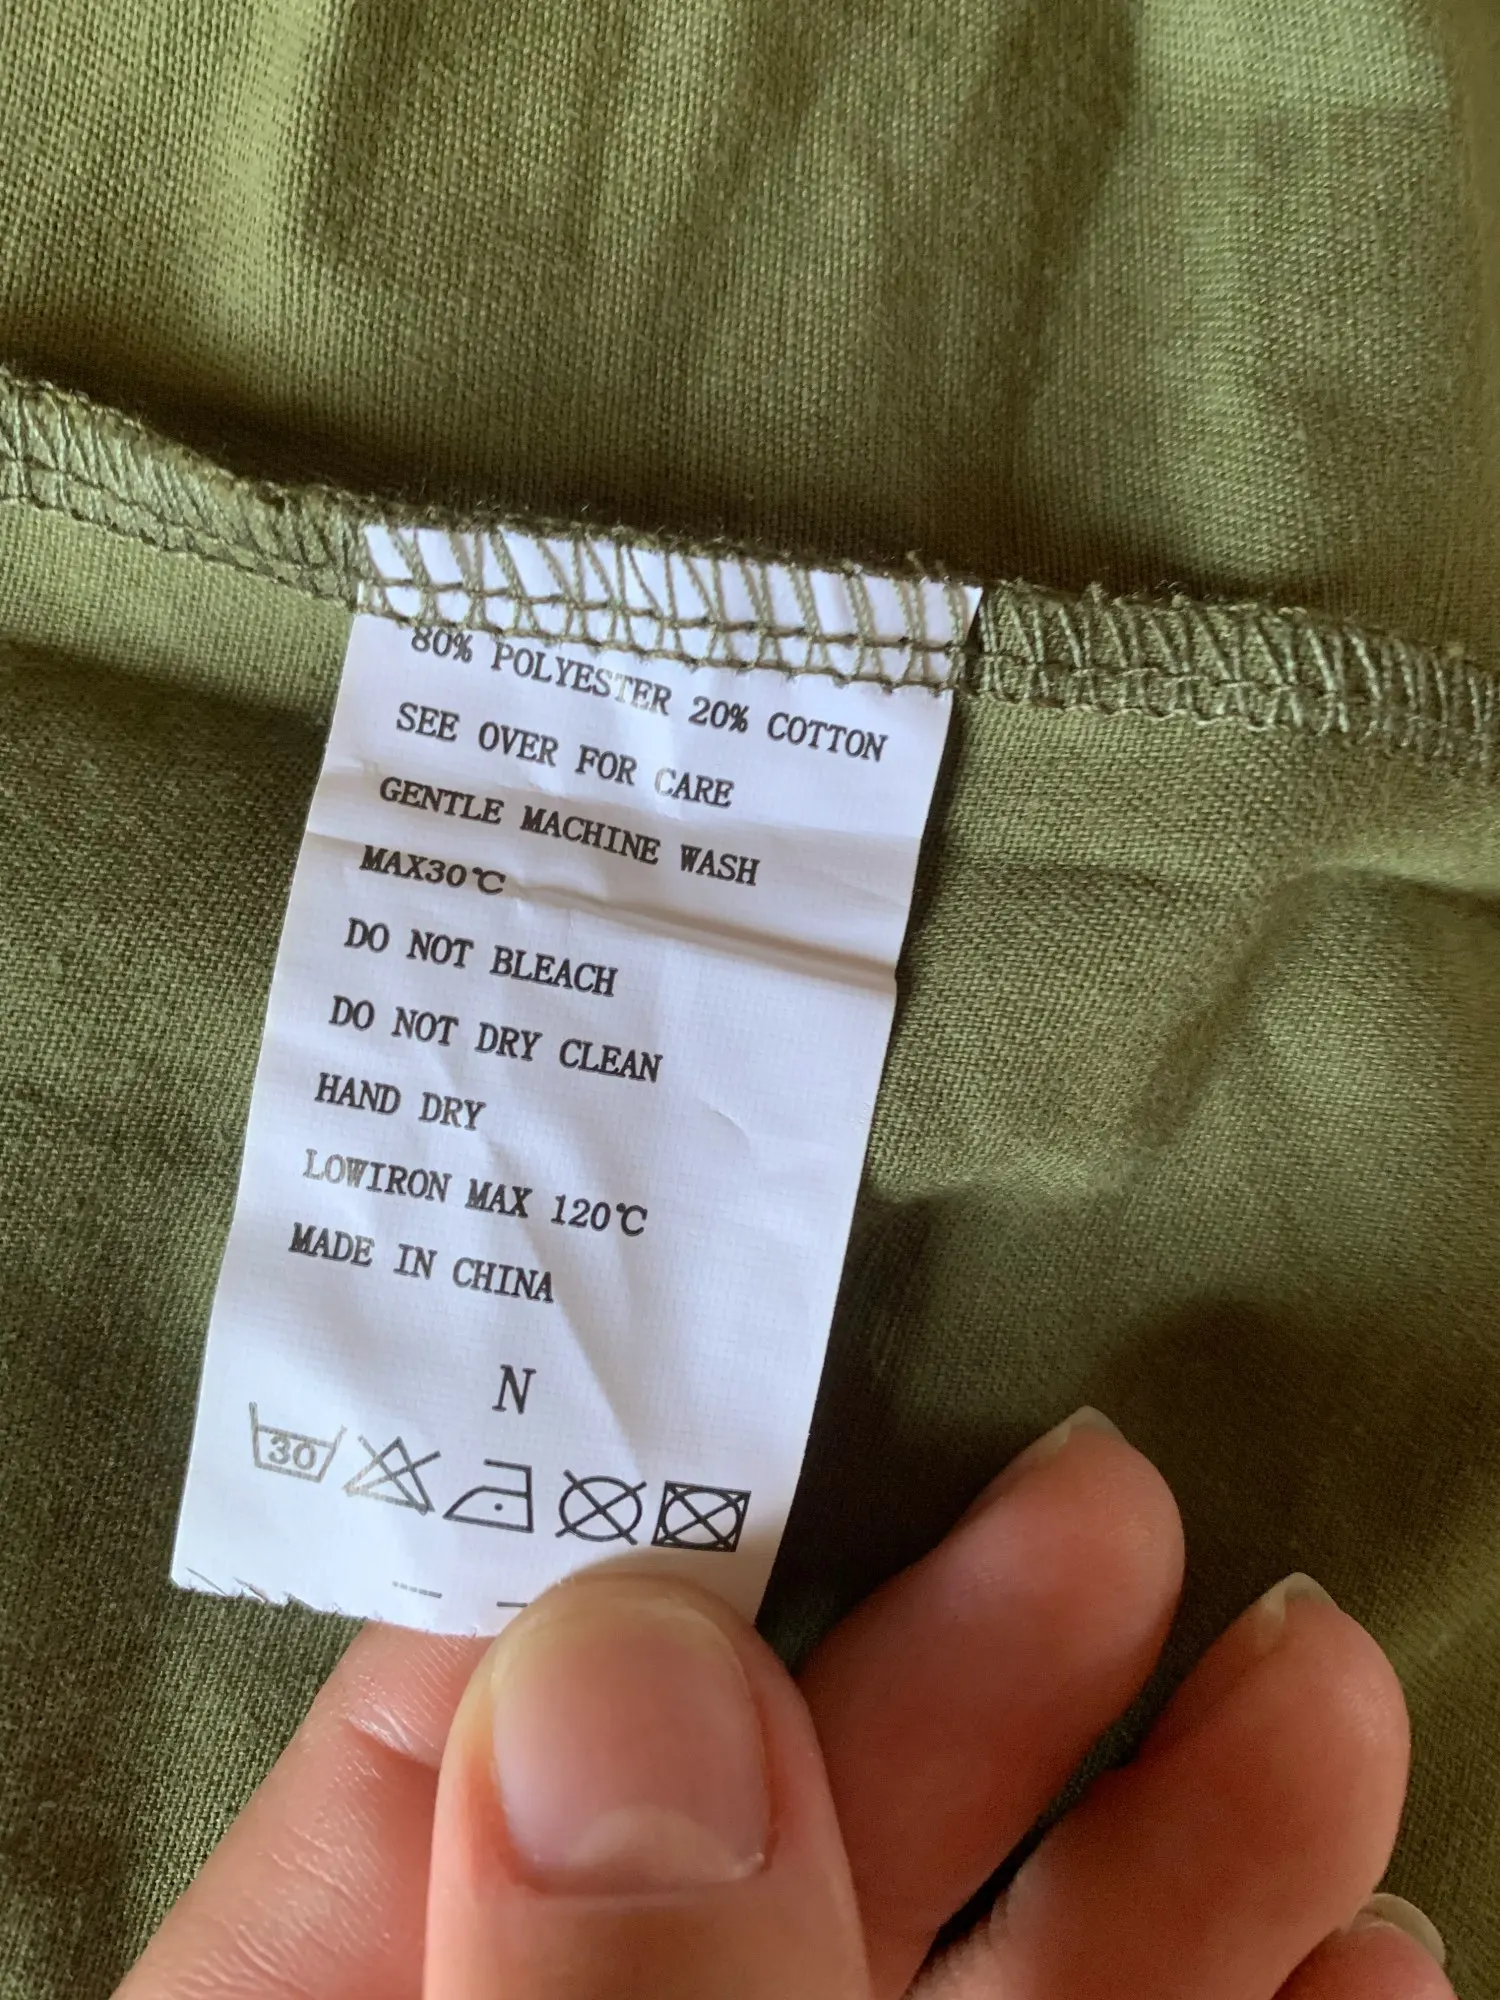 80% POLYESTER 20% COTTON
SEE OVER FOR CARE
GENTLE MACHINE WASH
MAX30℃
DO NOT BLEACH
DO NOT DRY CLEAN
HAND DRY
LOWIRON MAX 120℃
MADE IN CHINA
N
30